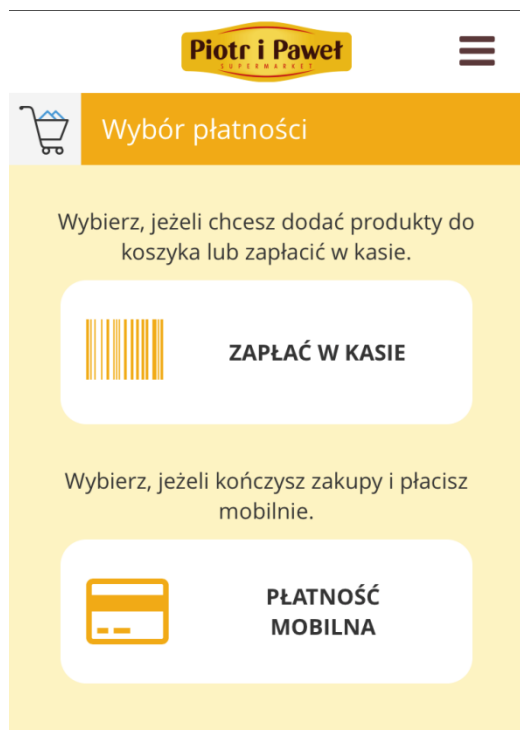 Piotr i Paweł
SUPERMARKET
Wybór płatności
Wybierz, jeżeli chcesz dodać produkty do
koszyka lub zapłacić w kasie.
ZAPŁAĆ W KASIE
Wybierz, jeżeli kończysz zakupy i płacisz
mobilnie.
PŁATNOŚĆ
MOBILNA